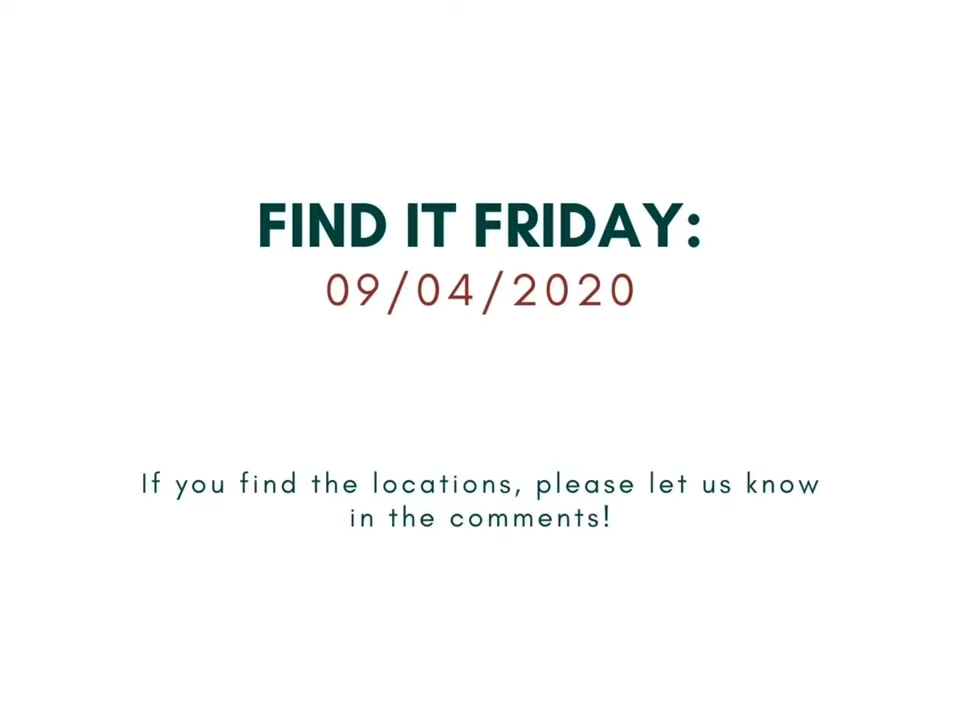 FIND IT FRIDAY:
09/04/2020
If you find the locations, please let us know
in the comments!